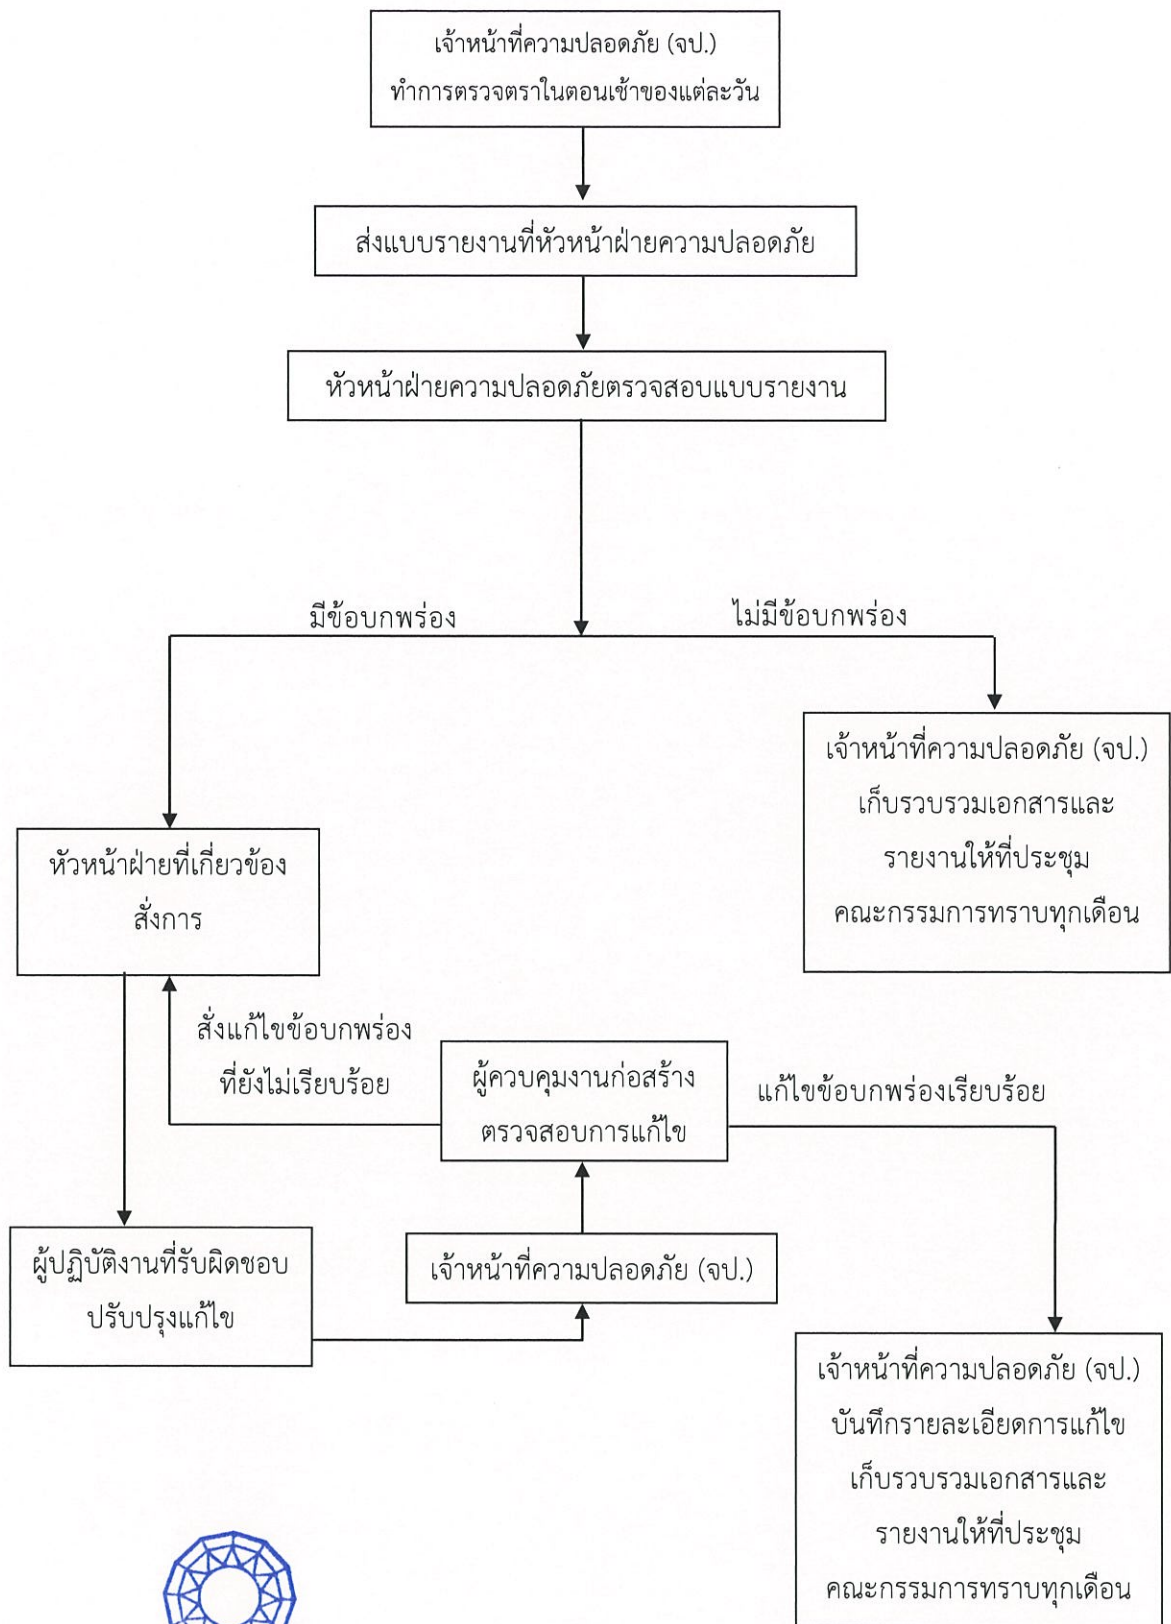 เจ้าหน้าที่ความปลอดภัย (จป.)
ทำการตรวจตราในตอนเช้าของแต่ละวัน
ส่งแบบรายงานที่หัวหน้าฝ่ายความปลอดภัย
หัวหน้าฝ่ายความปลอดภัยตรวจสอบแบบรายงาน
มีข้อบกพร่อง
ไม่มีข้อบกพร่อง
เจ้าหน้าที่ความปลอดภัย (จป.)
เก็บรวบรวมเอกสารและ
รายงานให้ที่ประชุม
คณะกรรมการทราบทุกเดือน
หัวหน้าฝ่ายที่เกี่ยวข้อง
สั่งการ
สั่งแก้ไขข้อบกพร่อง
ที่ยังไม่เรียบร้อย
ผู้ควบคุมงานก่อสร้าง
ตรวจสอบการแก้ไข
แก้ไขข้อบกพร่องเรียบร้อย
ผู้ปฏิบัติงานที่รับผิดชอบ
ปรับปรุงแก้ไข
เจ้าหน้าที่ความปลอดภัย (จป.)
เจ้าหน้าที่ความปลอดภัย (จป.)
บันทึกรายละเอียดการแก้ไข
เก็บรวบรวมเอกสารและ
รายงานให้ที่ประชุม
คณะกรรมการทราบทุกเดือน